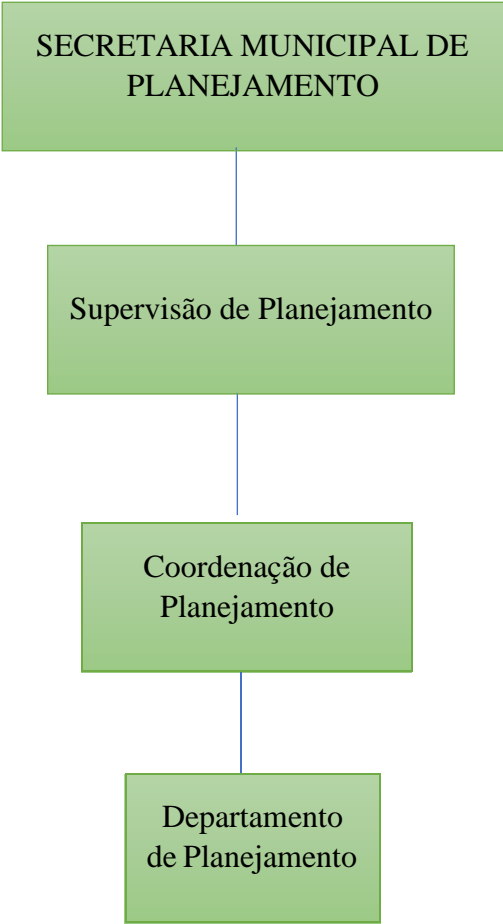 SECRETARIA MUNICIPAL DE
PLANEJAMENTO
Supervisão de Planejamento
Coordenação de
Planejamento
Departamento
de Planejamento